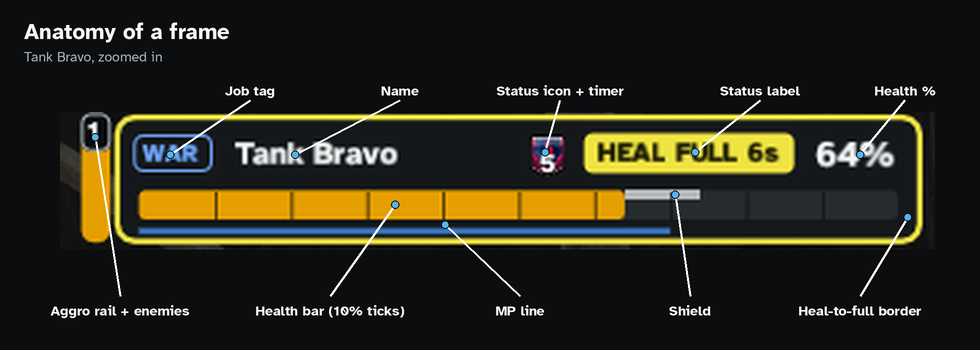 Anatomy of a frame
Tank Bravo, zoomed in
Job tag Name Status icon + timer Status label Health %
1 WAR Tank Bravo 5 HEAL FULL 6s 64%
Aggro rail + enemies Health bar (10% ticks) MP line Shield Heal-to-full border